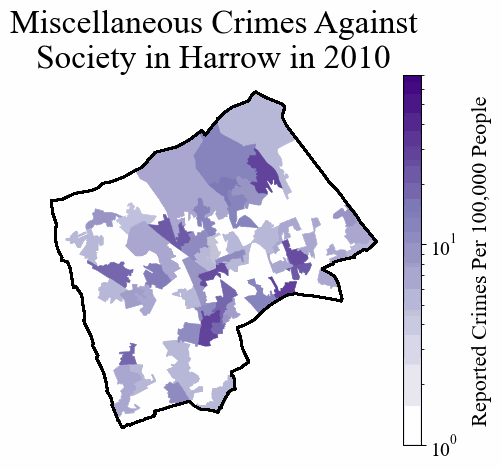 Miscellaneous Crimes Against
Society in Harrow in 2010
10¹
10⁰
Reported Crimes Per 100,000 People